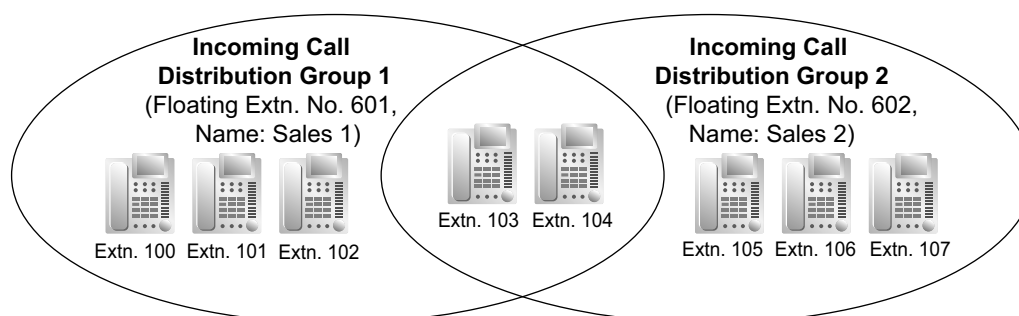 Incoming Call
Distribution Group 1
(Floating Extn. No. 601,
Name: Sales 1)
Extn. 100
Extn. 101
Extn. 102
Extn. 103
Extn. 104
Incoming Call
Distribution Group 2
(Floating Extn. No. 602,
Name: Sales 2)
Extn. 105
Extn. 106
Extn. 107